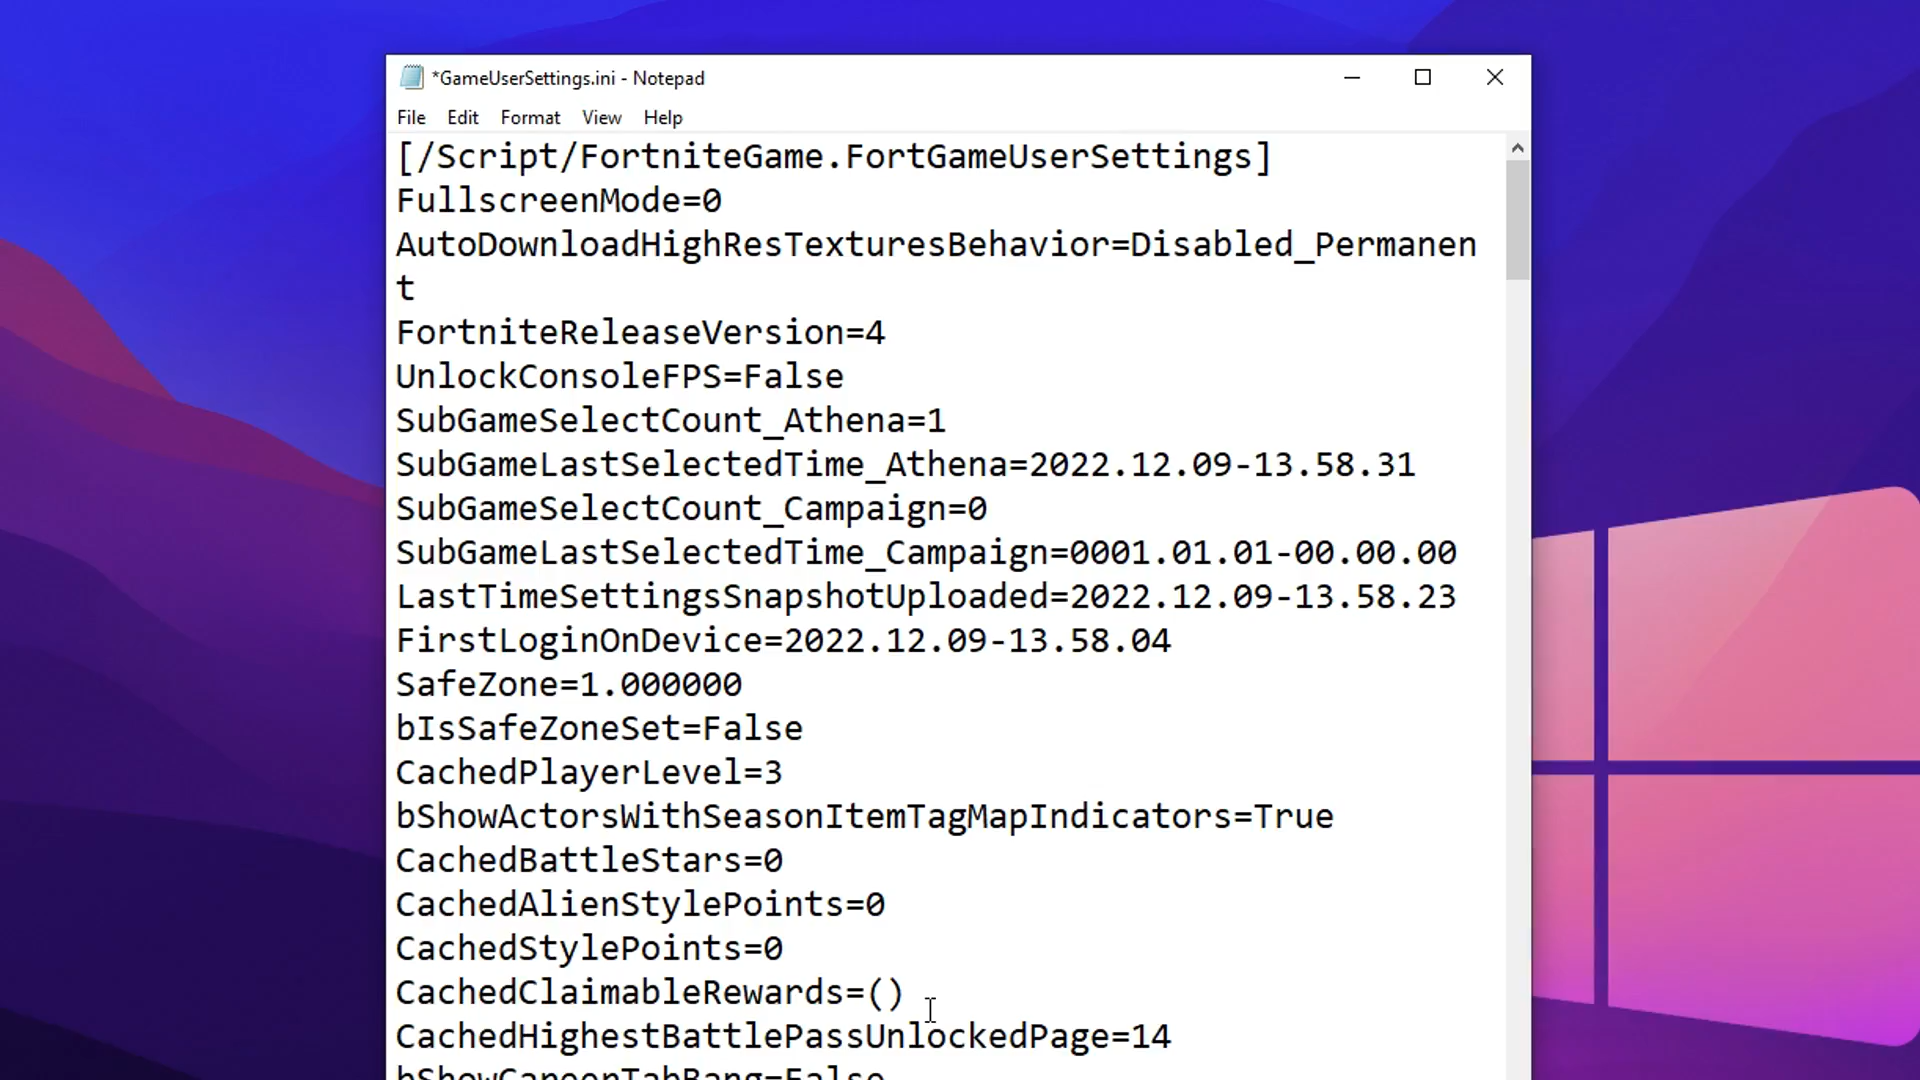 *GameUserSettings.ini - Notepad
File Edit Format View Help
[/Script/FortniteGame.FortGameUserSettings]
FullscreenMode=0
AutoDownloadHighResTexturesBehavior=Disabled_Permanen
t
FortniteReleaseVersion=4
UnlockConsoleFPS=False
SubGameSelectCount_Athena=1
SubGameLastSelectedTime_Athena=2022.12.09-13.58.31
SubGameSelectCount_Campaign=0
SubGameLastSelectedTime_Campaign=0001.01.01-00.00.00
LastTimeSettingsSnapshotUploaded=2022.12.09-13.58.23
FirstLoginOnDevice=2022.12.09-13.58.04
SafeZone=1.000000
bIsSafeZoneSet=False
CachedPlayerLevel=3
bShowActorsWithSeasonItemTagMapIndicators=True
CachedBattleStars=0
CachedAlienStylePoints=0
CachedStylePoints=0
CachedClaimableRewards=()
CachedHighestBattlePassUnlockedPage=14
bShowCareerTabBang=False